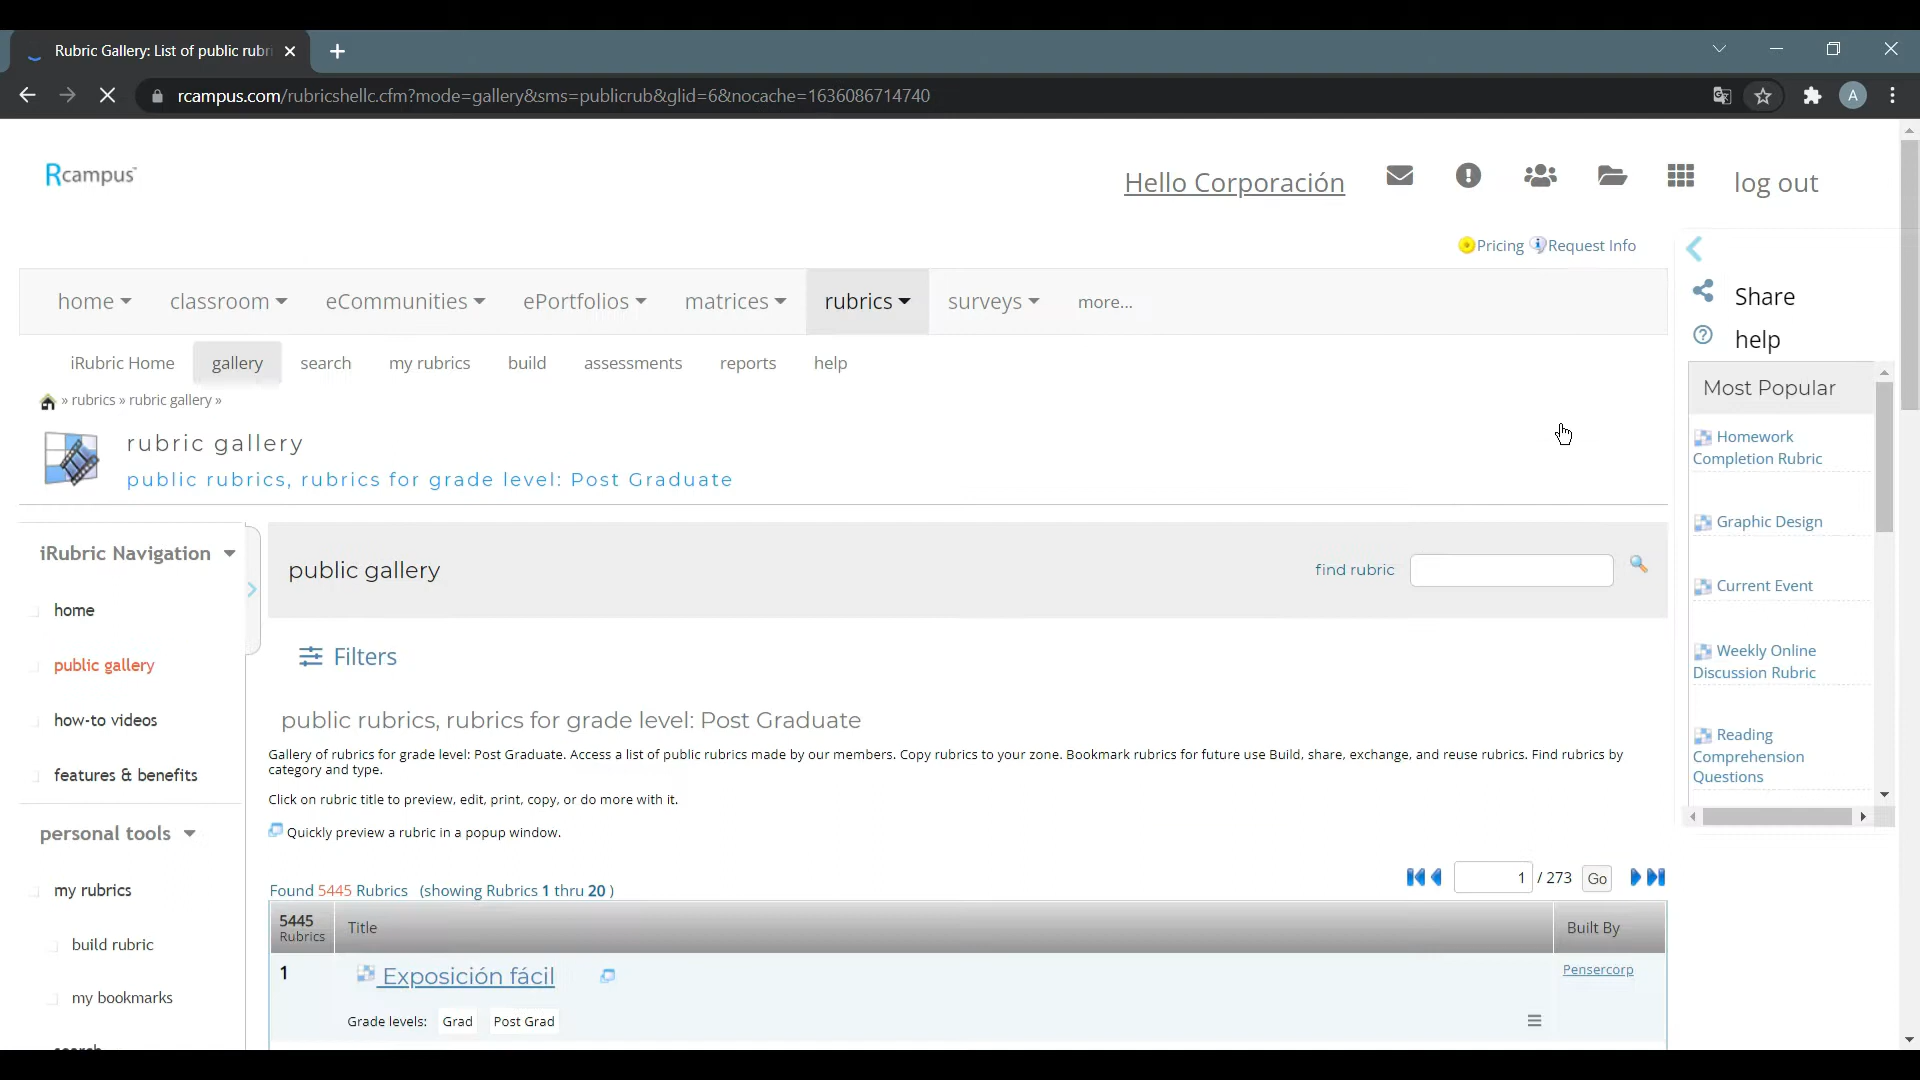 Rubric Gallery: List of public rubri
rcampus.com/rubricshellc.cfm?mode=gallery&sms=publicrub&glid=6&nocache=1636086714740
A
Rcampus
Hello Corporación
log out
Pricing Request Info
home classroom eCommunities ePortfolios matrices rubrics surveys more...
Share
help
iRubric Home gallery search my rubrics build assessments reports help
» rubrics » rubric gallery »
rubric gallery
public rubrics, rubrics for grade level: Post Graduate
Most Popular
Homework
Completion Rubric
Graphic Design
Current Event
Weekly Online
Discussion Rubric
Reading
Comprehension
Questions
iRubric Navigation
home
public gallery
how-to videos
features & benefits
personal tools
my rubrics
build rubric
my bookmarks
search
public gallery
find rubric
Filters
public rubrics, rubrics for grade level: Post Graduate
Gallery of rubrics for grade level: Post Graduate. Access a list of public rubrics made by our members. Copy rubrics to your zone. Bookmark rubrics for future use Build, share, exchange, and reuse rubrics. Find rubrics by
category and type.
Click on rubric title to preview, edit, print, copy, or do more with it.
Quickly preview a rubric in a popup window.
Found 5445 Rubrics (showing Rubrics 1 thru 20 )
1 / 273 Go
5445
Rubrics
Title
Built By
1
Exposición fácil
Pensercorp
Grade levels: Grad Post Grad